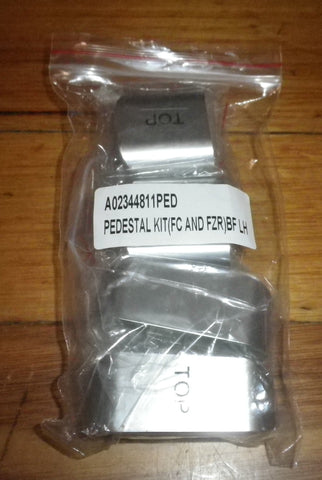 TOP
A02344811PED
PEDESTAL KIT(FC AND FZR)BF LH
TOP